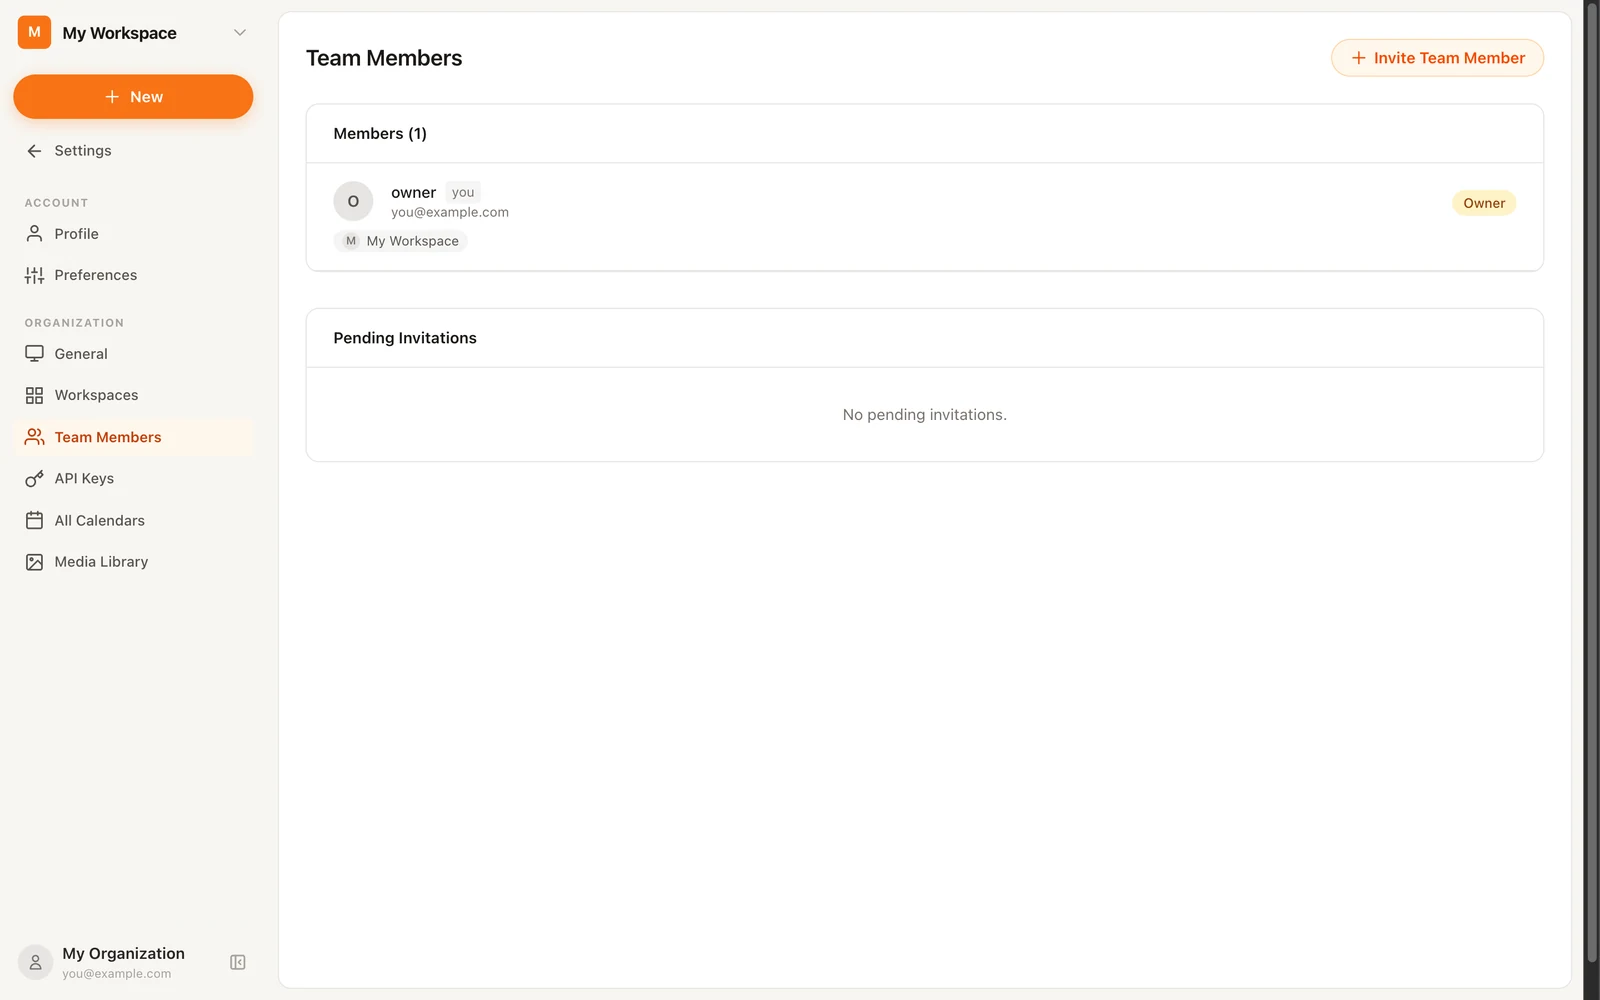 M My Workspace
+ New
Settings
ACCOUNT
Profile
Preferences
ORGANIZATION
General
Workspaces
Team Members
API Keys
All Calendars
Media Library
My Organization
you@example.com
Team Members
+ Invite Team Member
Members (1)
O
owner you
you@example.com
Owner
M My Workspace
Pending Invitations
No pending invitations.